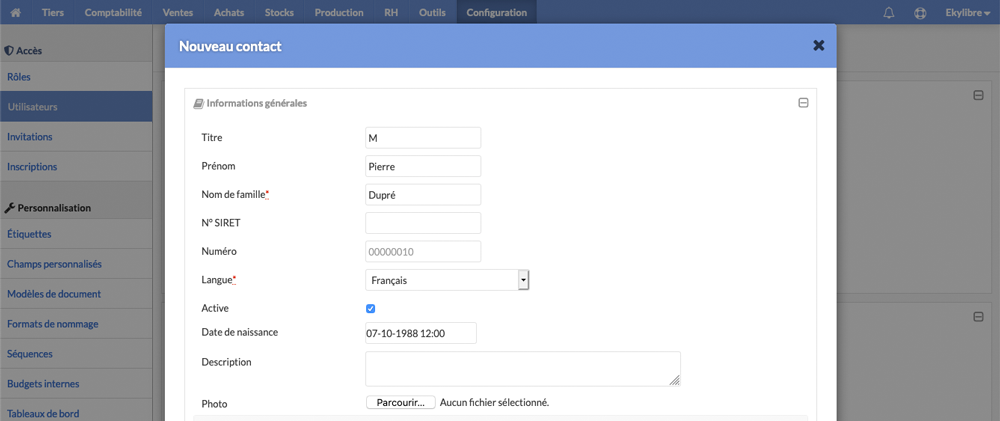 Tiers Comptabilité Ventes Achats Stocks Production RH Outils Configuration Ekylibre
Accès
Rôles
Utilisateurs
Invitations
Inscriptions
Personnalisation
Étiquettes
Champs personnalisés
Modèles de document
Formats de nommage
Séquences
Budgets internes
Tableaux de bord
Nouveau contact
Informations générales
Titre M
Prénom Pierre
Nom de famille* Dupré
N° SIRET
Numéro 00000010
Langue* Français
Active
Date de naissance 07-10-1988 12:00
Description
Photo Parcourir... Aucun fichier sélectionné.